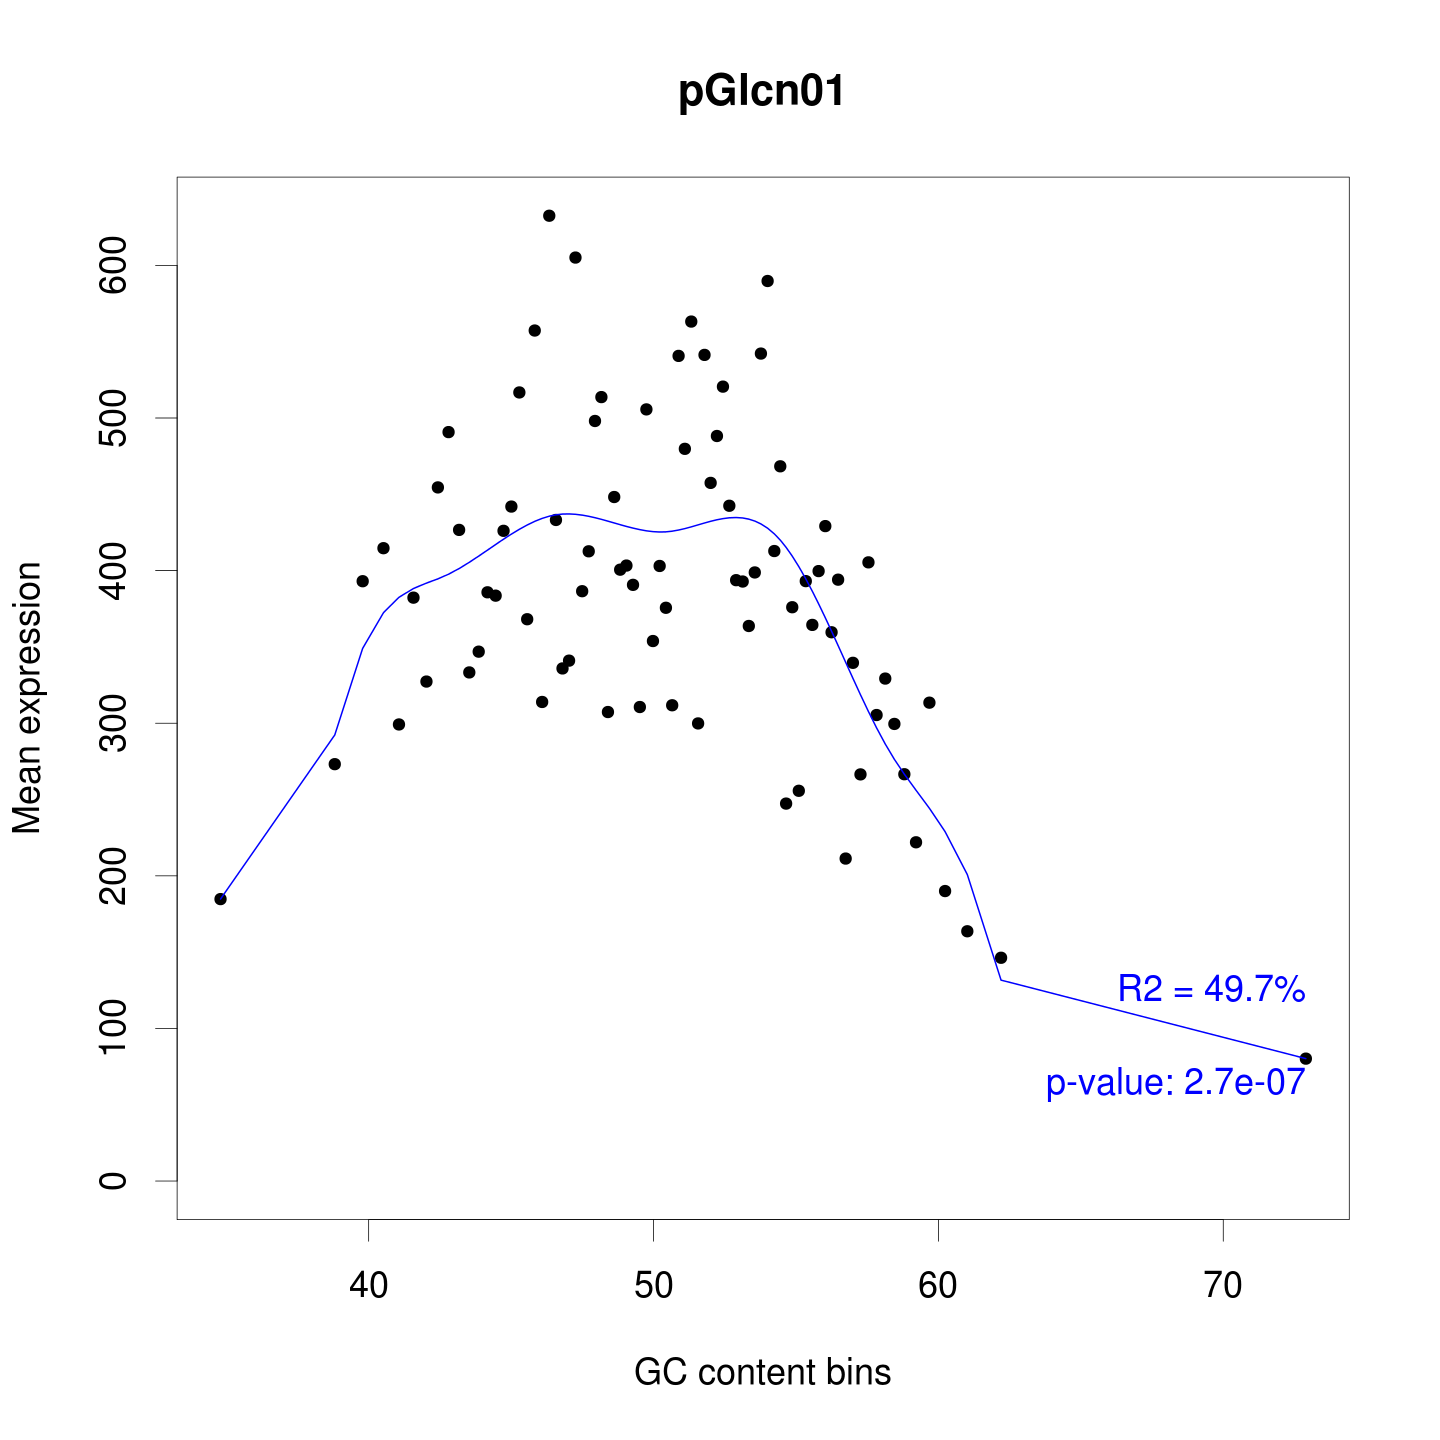 pGlcn01
600
500
400
300
200
100
0
Mean expression
R2 = 49.7%
p-value: 2.7e-07
40 50 60 70
GC content bins